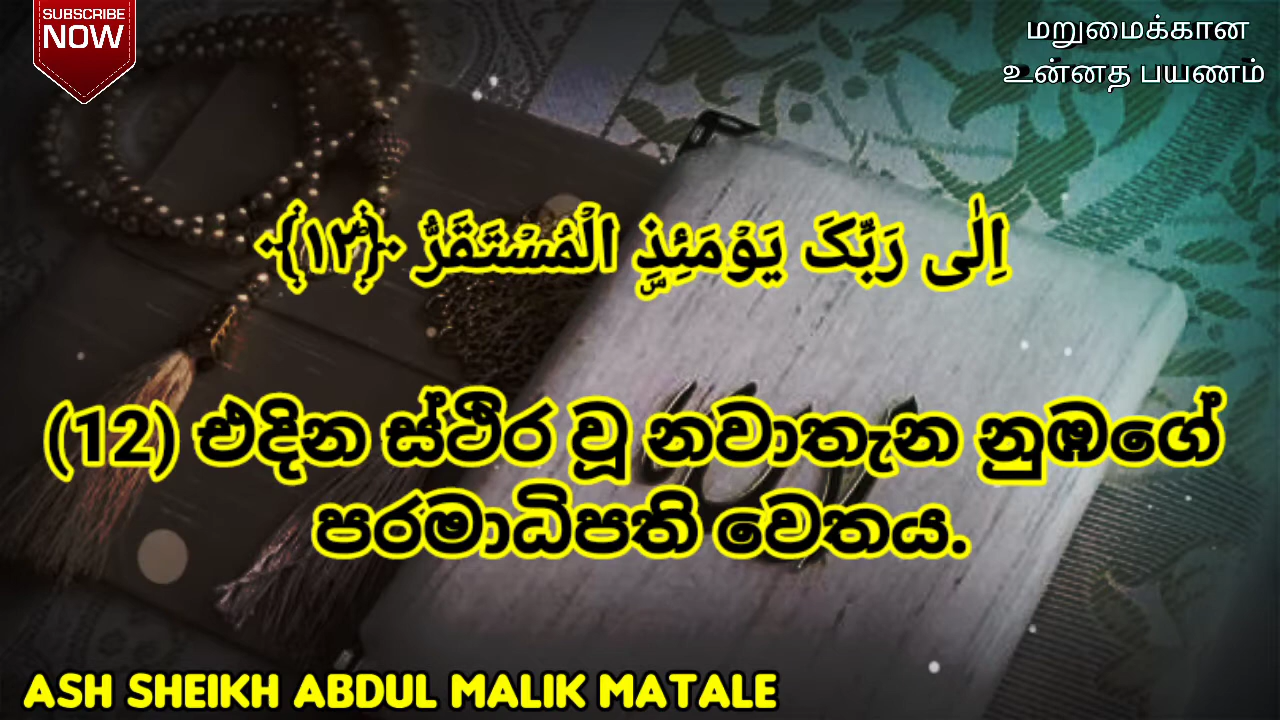 SUBSCRIBE
NOW
மறுமைக்கான
உன்னத பயணம்
اِلٰی رَبِّکَ یَوۡمَئِذِۣ الۡمُسۡتَقَرُّ ﴿ؕ۱۲﴾
(12) එදින ස්ථීර වූ නවාතැන නුඹගේ
පරමාධිපති වෙතය.
ASH SHEIKH ABDUL MALIK MATALE